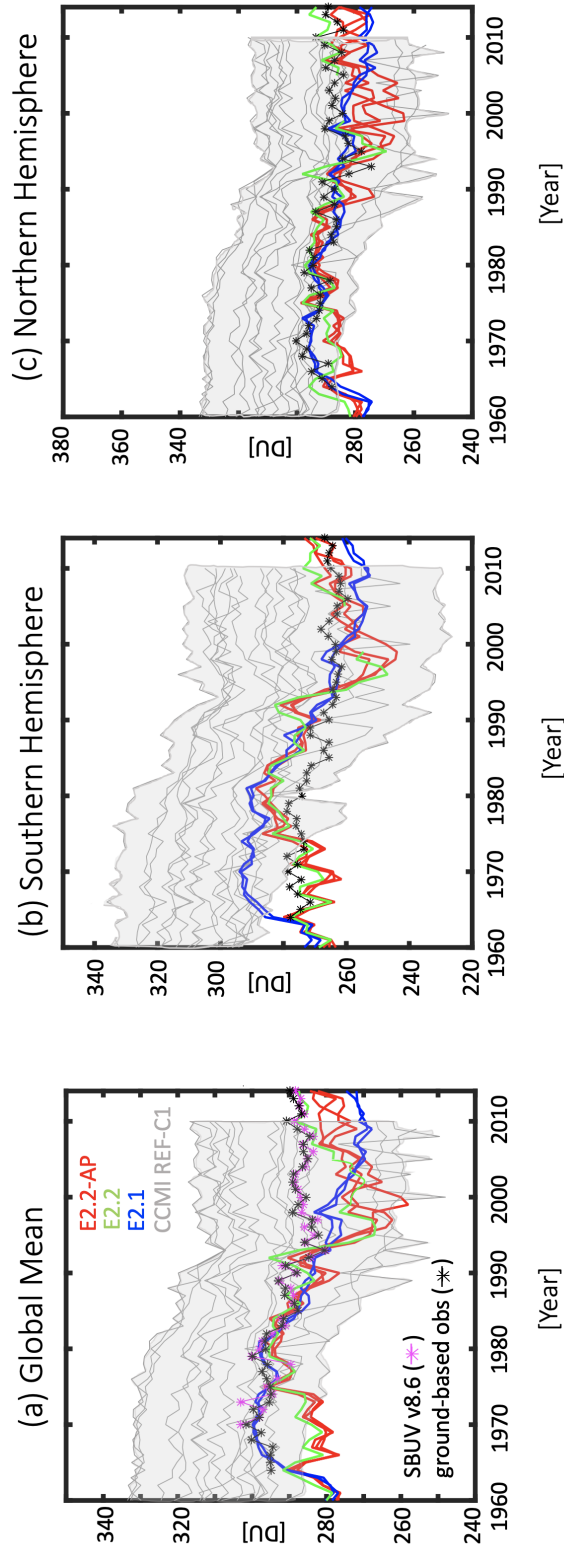 (a) Global Mean
340
320
300
280
260
240
[DU]
E2.2-AP
E2.2
E2.1
CCMI REF-C1
SBUV v8.6 (*)
ground-based obs (*)
1960
1970
1980
1990
2000
2010
[Year]
(b) Southern Hemisphere
340
320
300
280
260
240
220
[DU]
1960
1970
1980
1990
2000
2010
[Year]
(c) Northern Hemisphere
380
340
320
300
280
260
240
[DU]
1960
1970
1980
1990
2000
2010
[Year]